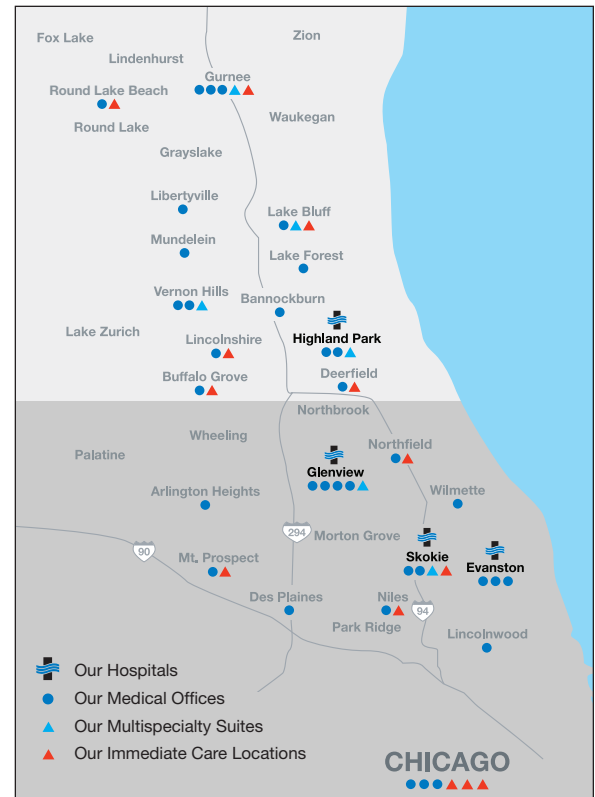 Fox Lake
Zion
Lindenhurst
Gurnee
Round Lake Beach
Waukegan
Round Lake
Grayslake
Libertyville
Lake Bluff
Mundelein
Lake Forest
Vernon Hills
Bannockburn
Lake Zurich
Lincolnshire
Highland Park
Buffalo Grove
Deerfield
Northbrook
Wheeling
Northfield
Palatine
Glenview
Arlington Heights
Wilmette
294
Morton Grove
90
Mt. Prospect
Skokie
Evanston
Des Plaines
Niles
94
Park Ridge
Lincolnwood
Our Hospitals
Our Medical Offices
Our Multispecialty Suites
Our Immediate Care Locations
CHICAGO